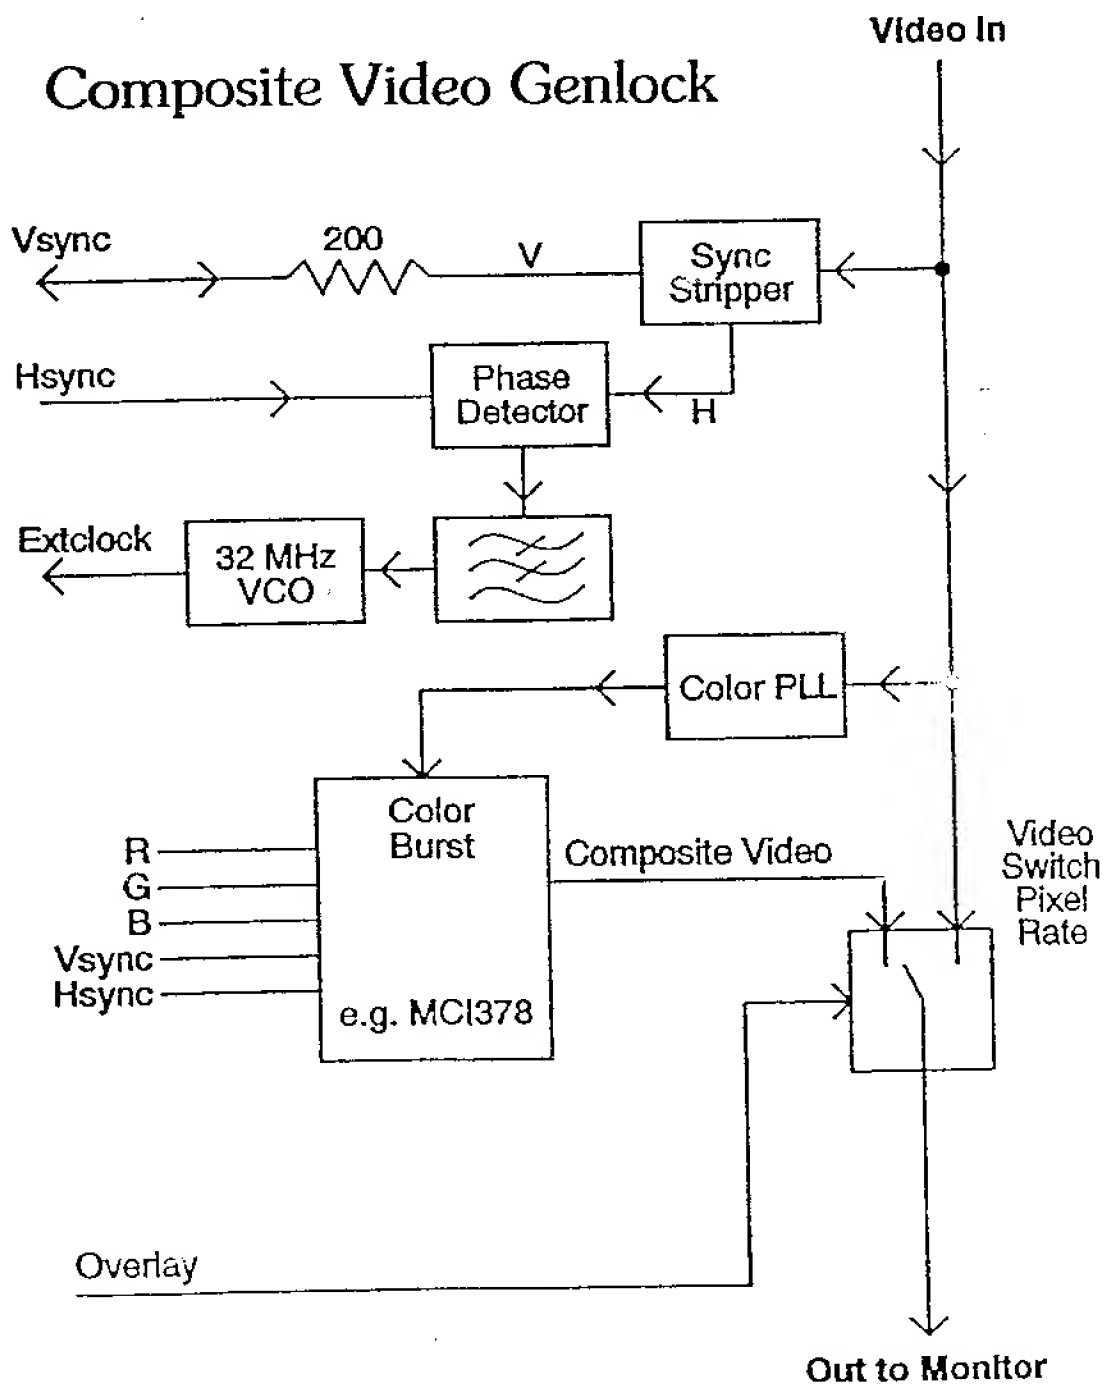 Video In
Composite Video Genlock
Vsync
200
V
Sync
Stripper
Hsync
Phase
Detector
H
Extclock
32 MHz
VCO
Color PLL
Color
Burst
R
G
B
Vsync
Hsync
e.g. MCI378
Composite Video
Video
Switch
Pixel
Rate
Overlay
Out to Monitor